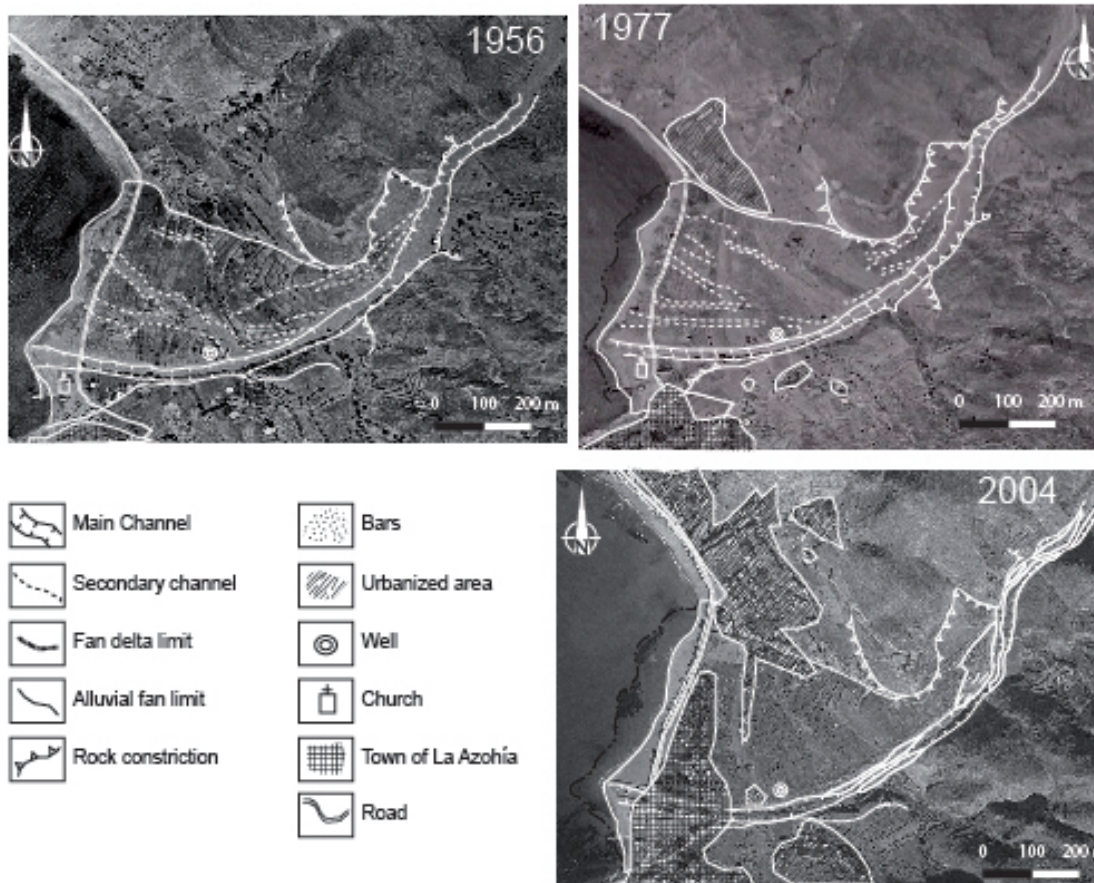 1956
N
0 100 200 m
1977
N
0 100 200 m
Main Channel
Secondary channel
Fan delta limit
Alluvial fan limit
Rock constriction
Bars
Urbanized area
Well
Church
Town of La Azohía
Road
2004
N
0 100 200 m